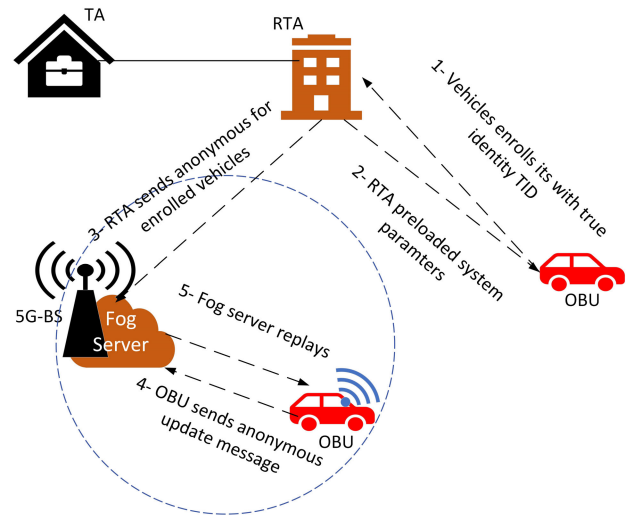 TA
RTA
1- Vehicles enrolls its with true
identity TID
2- RTA preloaded system
paramters
3- RTA sends anonymous for
enrolled vehicles
OBU
5G-BS
Fog
Server
5- Fog server replays
4- OBU sends anonymous
update message
OBU